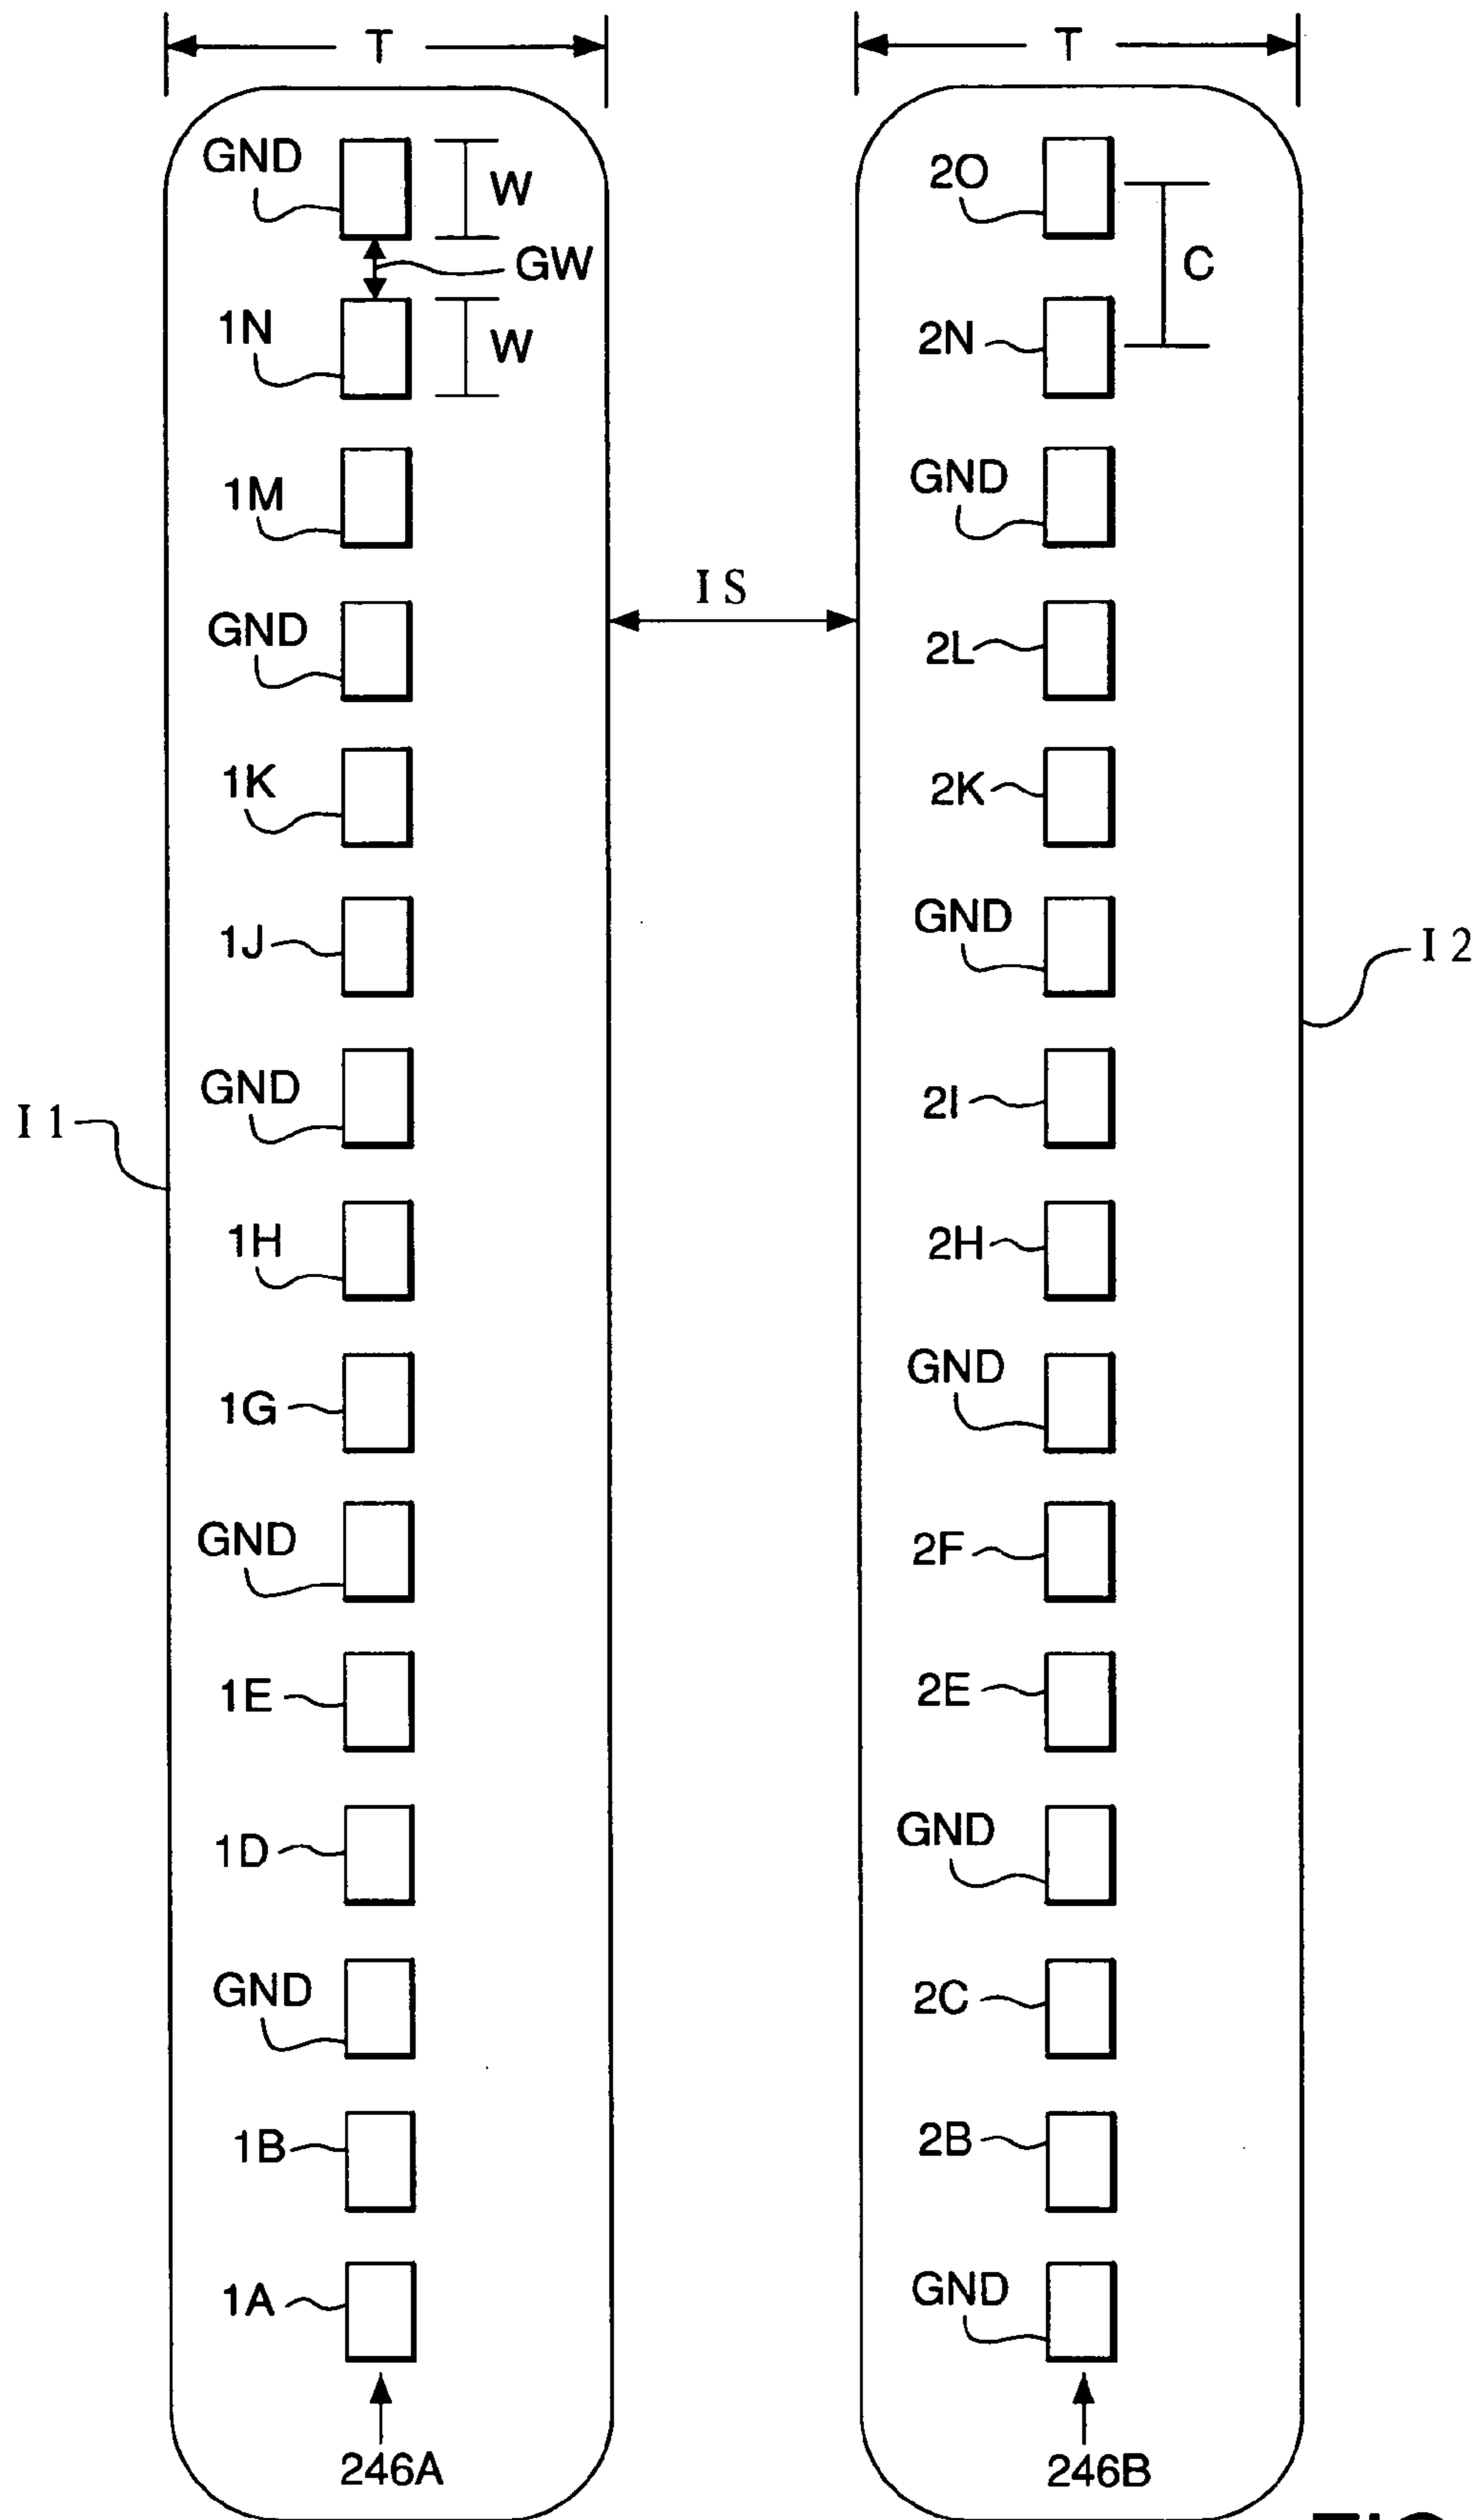 T
T
GND
W
GW
1N
W
1M
GND
1K
1J
GND
1H
1G
GND
1E
1D
GND
1B
1A
246A
I 1
I S
2O
C
2N
GND
2L
2K
GND
2I
2H
GND
2F
2E
GND
2C
2B
GND
246B
I 2